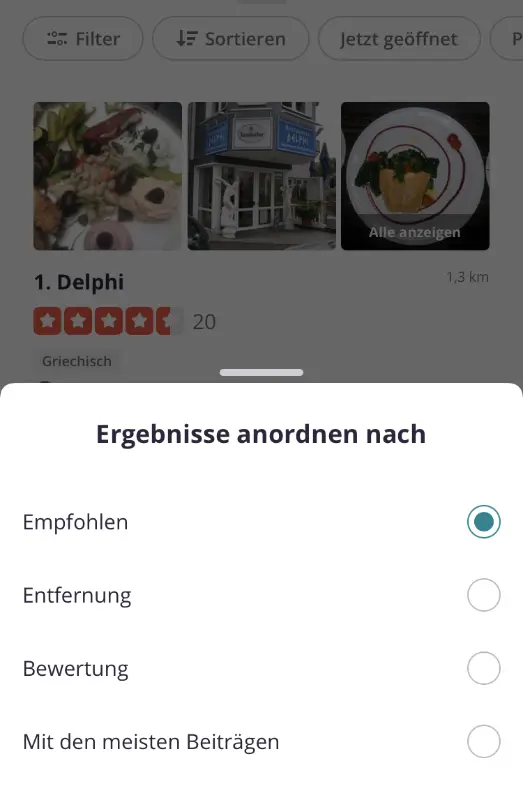 Filter
Sortieren
Jetzt geöffnet
P
DELPHI
Alle anzeigen
1. Delphi
1,3 km
20
Griechisch
Ergebnisse anordnen nach
Empfohlen
Entfernung
Bewertung
Mit den meisten Beiträgen